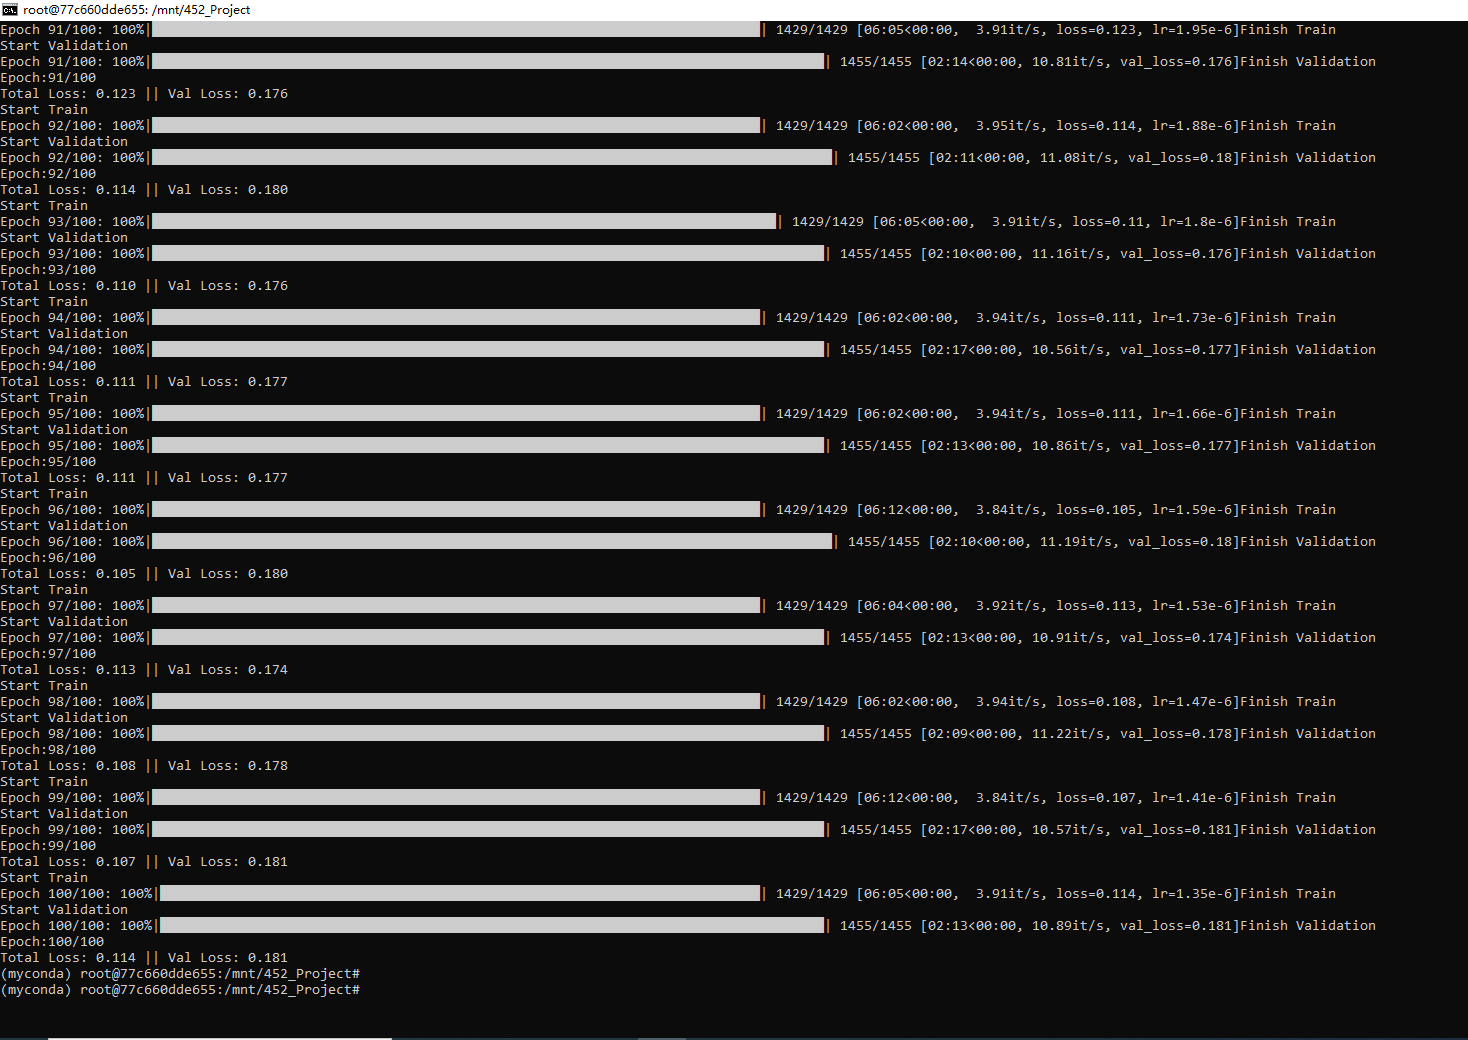 root@77c660dde655: /mnt/452_Project
Epoch 91/100: 100%|| 1429/1429 [06:05<00:00,  3.91it/s, loss=0.123, lr=1.95e-6]Finish Train
Start Validation
Epoch 91/100: 100%|| 1455/1455 [02:14<00:00, 10.81it/s, val_loss=0.176]Finish Validation
Epoch:91/100
Total Loss: 0.123 || Val Loss: 0.176
Start Train
Epoch 92/100: 100%|| 1429/1429 [06:02<00:00,  3.95it/s, loss=0.114, lr=1.88e-6]Finish Train
Start Validation
Epoch 92/100: 100%|| 1455/1455 [02:11<00:00, 11.08it/s, val_loss=0.18]Finish Validation
Epoch:92/100
Total Loss: 0.114 || Val Loss: 0.180
Start Train
Epoch 93/100: 100%|| 1429/1429 [06:05<00:00,  3.91it/s, loss=0.11, lr=1.8e-6]Finish Train
Start Validation
Epoch 93/100: 100%|| 1455/1455 [02:10<00:00, 11.16it/s, val_loss=0.176]Finish Validation
Epoch:93/100
Total Loss: 0.110 || Val Loss: 0.176
Start Train
Epoch 94/100: 100%|| 1429/1429 [06:02<00:00,  3.94it/s, loss=0.111, lr=1.73e-6]Finish Train
Start Validation
Epoch 94/100: 100%|| 1455/1455 [02:17<00:00, 10.56it/s, val_loss=0.177]Finish Validation
Epoch:94/100
Total Loss: 0.111 || Val Loss: 0.177
Start Train
Epoch 95/100: 100%|| 1429/1429 [06:02<00:00,  3.94it/s, loss=0.111, lr=1.66e-6]Finish Train
Start Validation
Epoch 95/100: 100%|| 1455/1455 [02:13<00:00, 10.86it/s, val_loss=0.177]Finish Validation
Epoch:95/100
Total Loss: 0.111 || Val Loss: 0.177
Start Train
Epoch 96/100: 100%|| 1429/1429 [06:12<00:00,  3.84it/s, loss=0.105, lr=1.59e-6]Finish Train
Start Validation
Epoch 96/100: 100%|| 1455/1455 [02:10<00:00, 11.19it/s, val_loss=0.18]Finish Validation
Epoch:96/100
Total Loss: 0.105 || Val Loss: 0.180
Start Train
Epoch 97/100: 100%|| 1429/1429 [06:04<00:00,  3.92it/s, loss=0.113, lr=1.53e-6]Finish Train
Start Validation
Epoch 97/100: 100%|| 1455/1455 [02:13<00:00, 10.91it/s, val_loss=0.174]Finish Validation
Epoch:97/100
Total Loss: 0.113 || Val Loss: 0.174
Start Train
Epoch 98/100: 100%|| 1429/1429 [06:02<00:00,  3.94it/s, loss=0.108, lr=1.47e-6]Finish Train
Start Validation
Epoch 98/100: 100%|| 1455/1455 [02:09<00:00, 11.22it/s, val_loss=0.178]Finish Validation
Epoch:98/100
Total Loss: 0.108 || Val Loss: 0.178
Start Train
Epoch 99/100: 100%|| 1429/1429 [06:12<00:00,  3.84it/s, loss=0.107, lr=1.41e-6]Finish Train
Start Validation
Epoch 99/100: 100%|| 1455/1455 [02:17<00:00, 10.57it/s, val_loss=0.181]Finish Validation
Epoch:99/100
Total Loss: 0.107 || Val Loss: 0.181
Start Train
Epoch 100/100: 100%|| 1429/1429 [06:05<00:00,  3.91it/s, loss=0.114, lr=1.35e-6]Finish Train
Start Validation
Epoch 100/100: 100%|| 1455/1455 [02:13<00:00, 10.89it/s, val_loss=0.181]Finish Validation
Epoch:100/100
Total Loss: 0.114 || Val Loss: 0.181
(myconda) root@77c660dde655:/mnt/452_Project#
(myconda) root@77c660dde655:/mnt/452_Project#